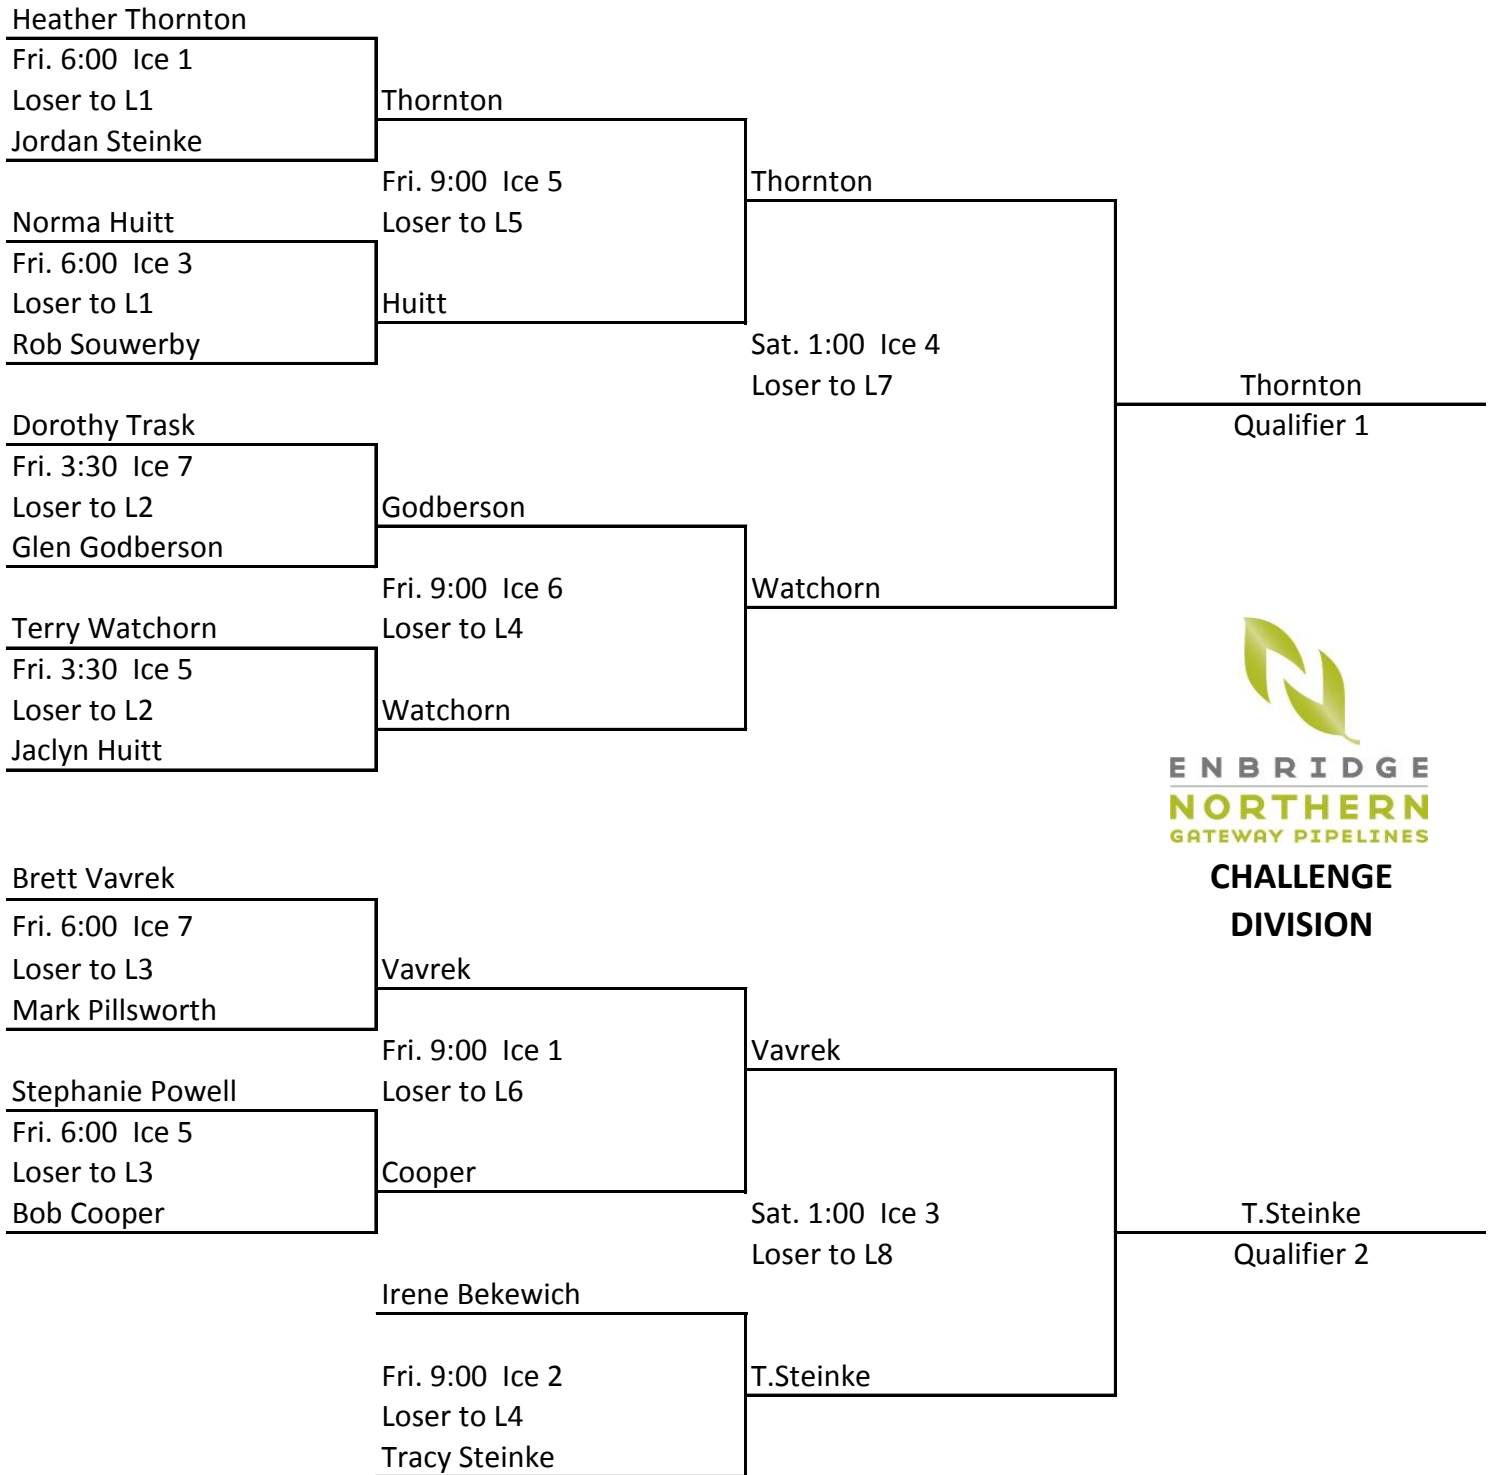 Heather Thornton
Fri. 6:00 Ice 1
Loser to L1
Thornton
Jordan Steinke
Fri. 9:00 Ice 5
Thornton
Norma Huitt
Loser to L5
Fri. 6:00 Ice 3
Loser to L1
Huitt
Rob Souwerby
Sat. 1:00 Ice 4
Loser to L7
Thornton
Dorothy Trask
Qualifier 1
Fri. 3:30 Ice 7
Loser to L2
Godberson
Glen Godberson
Fri. 9:00 Ice 6
Watchorn
Terry Watchorn
Loser to L4
Fri. 3:30 Ice 5
Loser to L2
Watchorn
Jaclyn Huitt
ENBRIDGE
NORTHERN
GATEWAY PIPELINES
CHALLENGE
DIVISION
Brett Vavrek
Fri. 6:00 Ice 7
Loser to L3
Vavrek
Mark Pillsworth
Fri. 9:00 Ice 1
Vavrek
Stephanie Powell
Loser to L6
Fri. 6:00 Ice 5
Loser to L3
Cooper
Bob Cooper
Sat. 1:00 Ice 3
T.Steinke
Loser to L8
Qualifier 2
Irene Bekewich
Fri. 9:00 Ice 2
T.Steinke
Loser to L4
Tracy Steinke